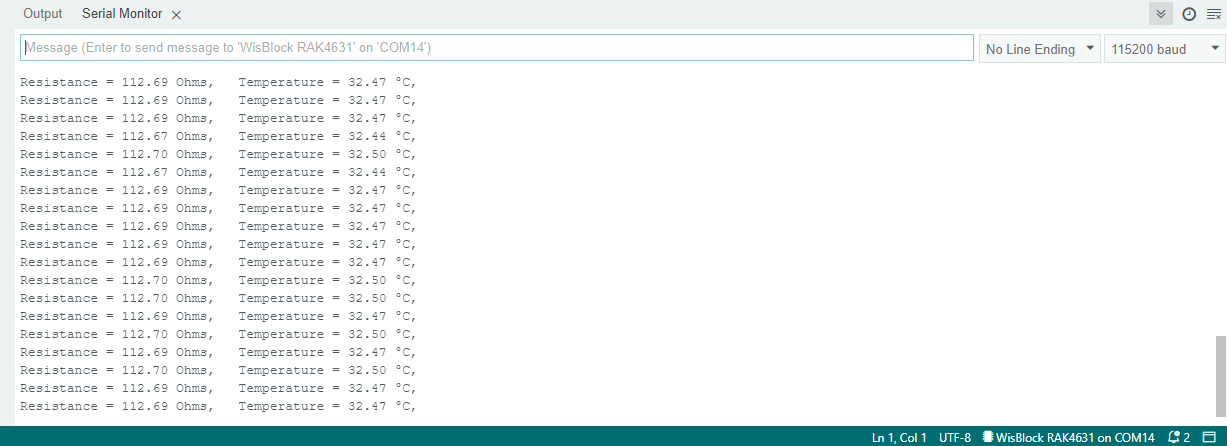 Output Serial Monitor
Message (Enter to send message to 'WisBlock RAK4631' on 'COM14') No Line Ending 115200 baud
Resistance = 112.69 Ohms, Temperature = 32.47 °C,
Resistance = 112.69 Ohms, Temperature = 32.47 °C,
Resistance = 112.69 Ohms, Temperature = 32.47 °C,
Resistance = 112.67 Ohms, Temperature = 32.44 °C,
Resistance = 112.70 Ohms, Temperature = 32.50 °C,
Resistance = 112.67 Ohms, Temperature = 32.44 °C,
Resistance = 112.69 Ohms, Temperature = 32.47 °C,
Resistance = 112.69 Ohms, Temperature = 32.47 °C,
Resistance = 112.69 Ohms, Temperature = 32.47 °C,
Resistance = 112.69 Ohms, Temperature = 32.47 °C,
Resistance = 112.69 Ohms, Temperature = 32.47 °C,
Resistance = 112.70 Ohms, Temperature = 32.50 °C,
Resistance = 112.70 Ohms, Temperature = 32.50 °C,
Resistance = 112.69 Ohms, Temperature = 32.47 °C,
Resistance = 112.70 Ohms, Temperature = 32.50 °C,
Resistance = 112.69 Ohms, Temperature = 32.47 °C,
Resistance = 112.70 Ohms, Temperature = 32.50 °C,
Resistance = 112.69 Ohms, Temperature = 32.47 °C,
Resistance = 112.69 Ohms, Temperature = 32.47 °C,
Ln 1, Col 1 UTF-8 WisBlock RAK4631 on COM14 2